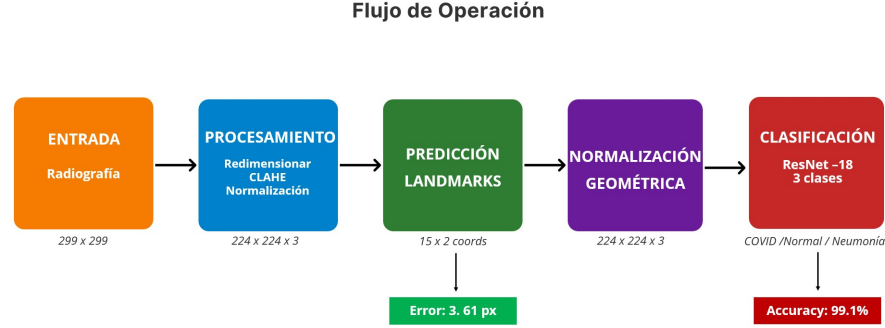 Flujo de Operación
ENTRADA
Radiografía
299 x 299
PROCESAMIENTO
Redimensionar
CLAHE
Normalización
224 x 224 x 3
PREDICCIÓN
LANDMARKS
15 x 2 coords
Error: 3. 61 px
NORMALIZACIÓN
GEOMÉTRICA
224 x 224 x 3
CLASIFICACIÓN
ResNet –18
3 clases
COVID /Normal / Neumonía
Accuracy: 99.1%